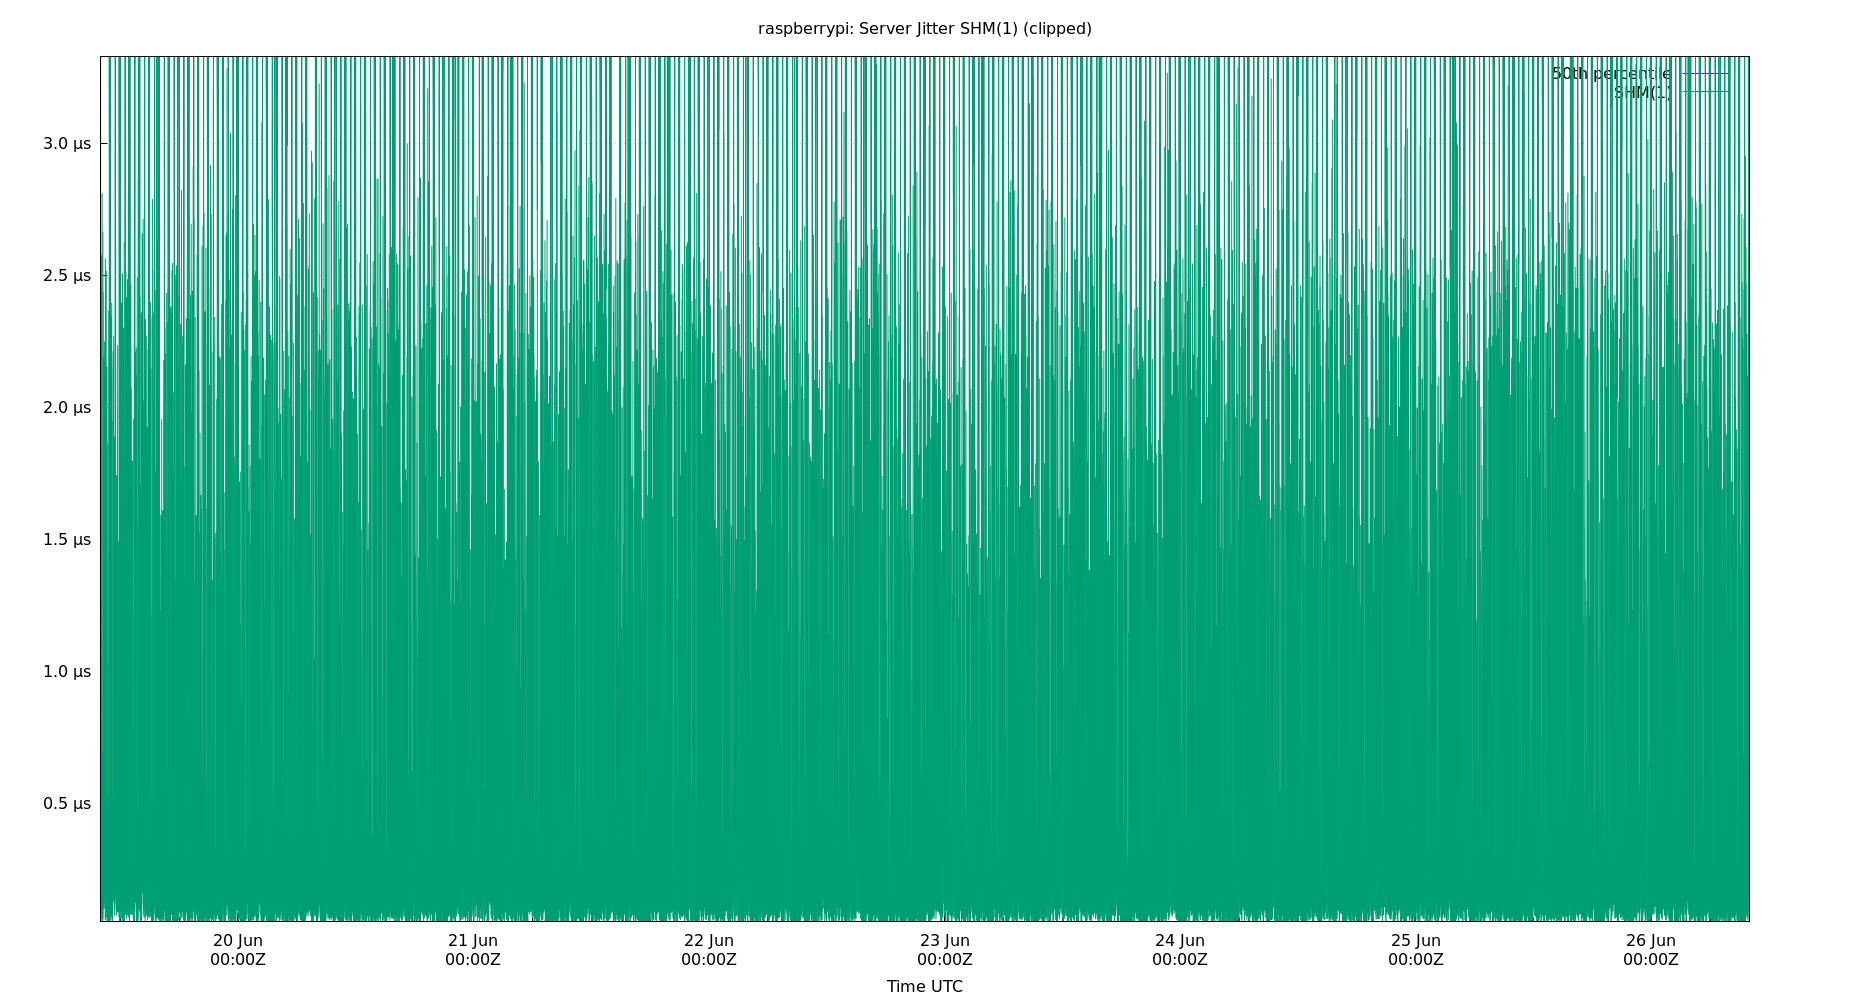 raspberrypi: Server Jitter SHM(1) (clipped)
50th percentile
SHM(1)
3.0 µs
2.5 µs
2.0 µs
1.5 µs
1.0 µs
0.5 µs
20 Jun 21 Jun 22 Jun 23 Jun 24 Jun 25 Jun 26 Jun
00:00Z 00:00Z 00:00Z 00:00Z 00:00Z 00:00Z 00:00Z
Time UTC